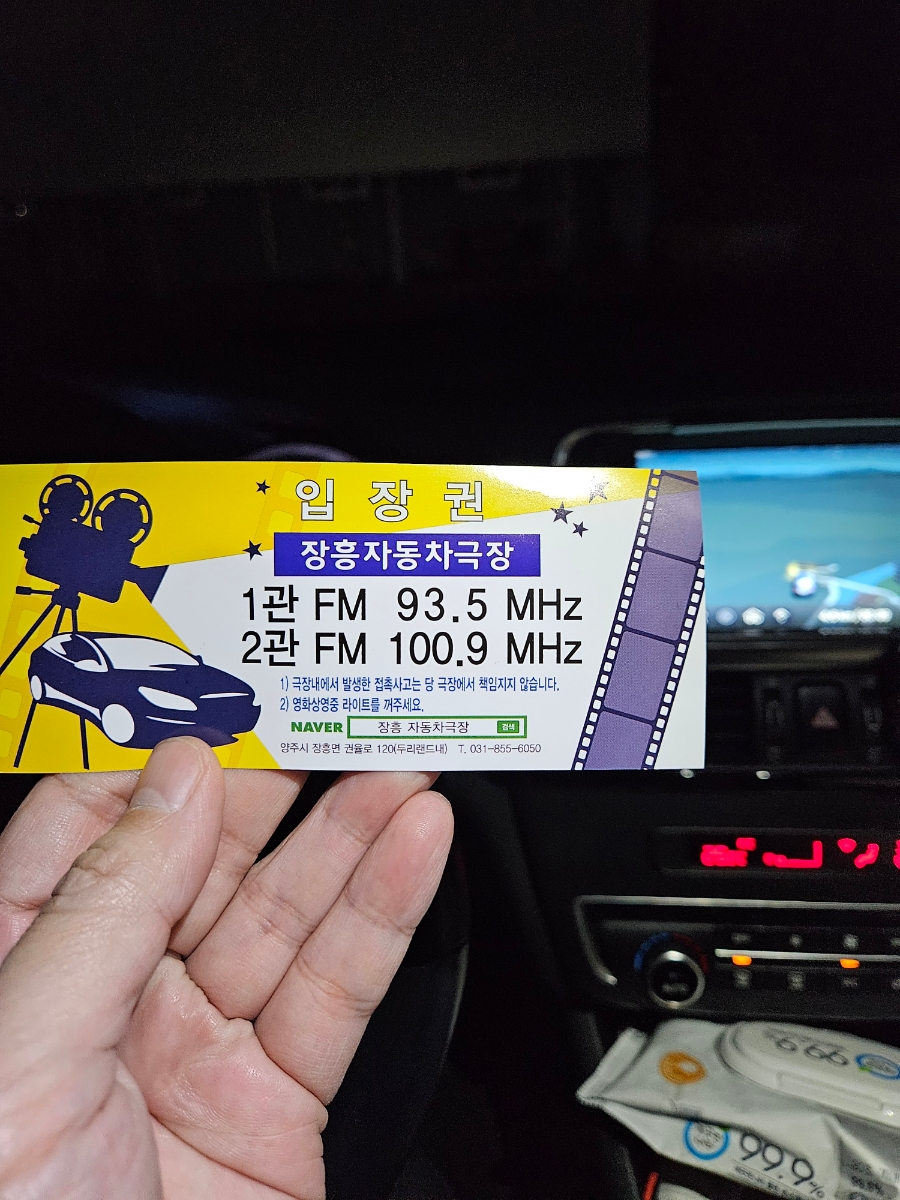 입 장 권
장흥자동차극장
1관 FM 93.5 MHz
2관 FM 100.9 MHz
1) 극장내에서 발생한 접촉사고는 당 극장에서 책임지지 않습니다.
2) 영화상영중 라이트를 꺼주세요.
NAVER 장흥 자동차극장 검색
양주시 장흥면 권율로 120(두리랜드내) T. 031-855-6050
99.9
99.9%